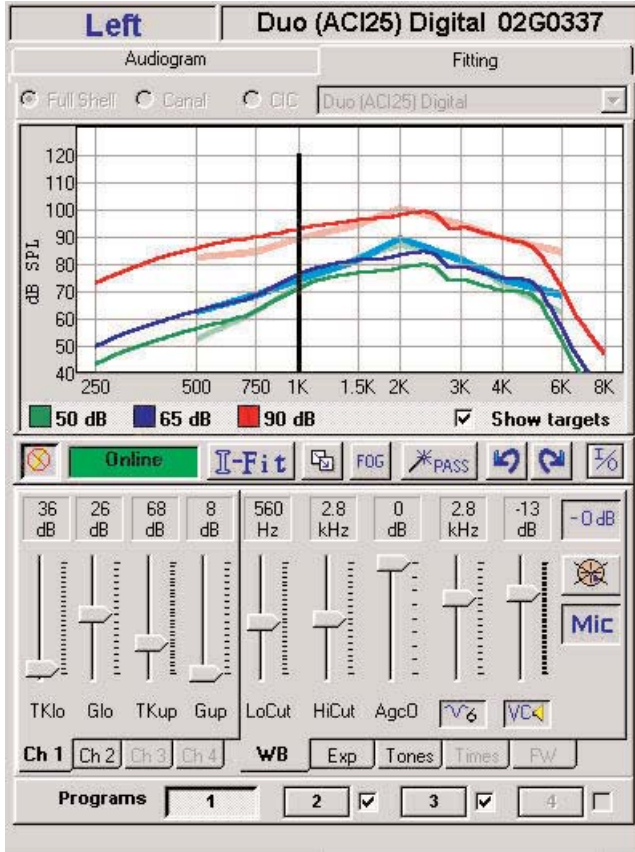 Left Duo (ACI25) Digital 02G0337
Audiogram Fitting
Full Shell Canal CIC Duo (ACI25) Digital
120
110
100
90
80
70
60
50
40
dB SPL
250 500 750 1K 1.5K 2K 3K 4K 6K 8K
50 dB 65 dB 90 dB Show targets
Online I-Fit FOG PASS I/O
36 dB 26 dB 68 dB 8 dB 560 Hz 2.8 kHz 0 dB 2.8 kHz -13 dB -0 dB
Mic
TKlo Glo TKup Gup LoCut HiCut AgcO 6 VC
Ch 1 Ch 2 Ch 3 Ch 4 WB Exp Tones Times FW
Programs 1 2 3 4